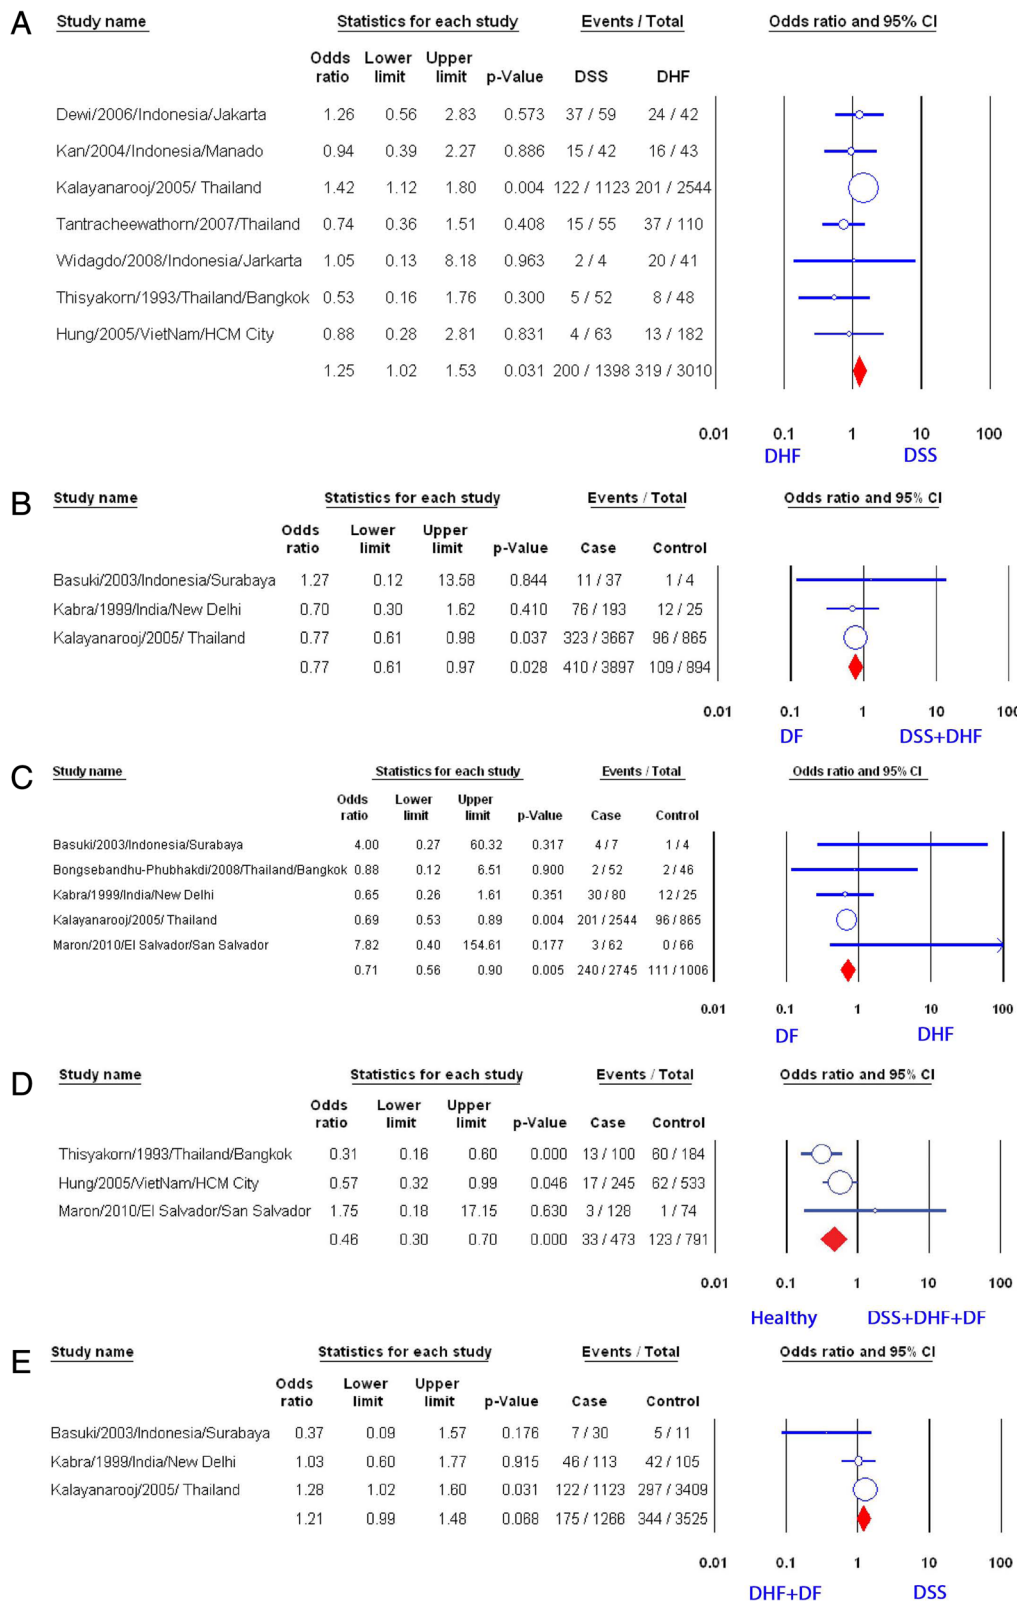 A Study name Statistics for each study Events / Total Odds ratio and 95% CI
Odds ratio Lower limit Upper limit p-Value DSS DHF
Dewi/2006/Indonesia/Jakarta 1.26 0.56 2.83 0.573 37 / 59 24 / 42
Kan/2004/Indonesia/Manado 0.94 0.39 2.27 0.886 15 / 42 16 / 43
Kalayanarooj/2005/ Thailand 1.42 1.12 1.80 0.004 122 / 1123 201 / 2544
Tantracheewathorn/2007/Thailand 0.74 0.36 1.51 0.408 15 / 55 37 / 110
Widagdo/2008/Indonesia/Jarkarta 1.05 0.13 8.18 0.963 2 / 4 20 / 41
Thisyakorn/1993/Thailand/Bangkok 0.53 0.16 1.76 0.300 5 / 52 8 / 48
Hung/2005/VietNam/HCM City 0.88 0.28 2.81 0.831 4 / 63 13 / 182
1.25 1.02 1.53 0.031 200 / 1398 319 / 3010
0.01 0.1 1 10 100
DHF DSS
B Study name Statistics for each study Events / Total Odds ratio and 95% CI
Odds ratio Lower limit Upper limit p-Value Case Control
Basuki/2003/Indonesia/Surabaya 1.27 0.12 13.58 0.844 11 / 37 1 / 4
Kabra/1999/India/New Delhi 0.70 0.30 1.62 0.410 76 / 193 12 / 25
Kalayanarooj/2005/ Thailand 0.77 0.61 0.98 0.037 323 / 3667 96 / 865
0.77 0.61 0.97 0.028 410 / 3897 109 / 894
0.01 0.1 1 10 100
DF DSS+DHF
C Study name Statistics for each study Events / Total Odds ratio and 95% CI
Odds ratio Lower limit Upper limit p-Value Case Control
Basuki/2003/Indonesia/Surabaya 4.00 0.27 60.32 0.317 4 / 7 1 / 4
Bongsebandhu-Phubhakdi/2008/Thailand/Bangkok 0.88 0.12 6.51 0.900 2 / 52 2 / 46
Kabra/1999/India/New Delhi 0.65 0.26 1.61 0.351 30 / 80 12 / 25
Kalayanarooj/2005/ Thailand 0.69 0.53 0.89 0.004 201 / 2544 96 / 865
Maron/2010/El Salvador/San Salvador 7.82 0.40 154.61 0.177 3 / 62 0 / 66
0.71 0.56 0.90 0.005 240 / 2745 111 / 1006
0.01 0.1 1 10 100
DF DHF
D Study name Statistics for each study Events / Total Odds ratio and 95% CI
Odds ratio Lower limit Upper limit p-Value Case Control
Thisyakorn/1993/Thailand/Bangkok 0.31 0.16 0.60 0.000 13 / 100 60 / 184
Hung/2005/VietNam/HCM City 0.57 0.32 0.99 0.046 17 / 245 62 / 533
Maron/2010/El Salvador/San Salvador 1.75 0.18 17.15 0.630 3 / 128 1 / 74
0.46 0.30 0.70 0.000 33 / 473 123 / 791
0.01 0.1 1 10 100
Healthy DSS+DHF+DF
E Study name Statistics for each study Events / Total Odds ratio and 95% CI
Odds ratio Lower limit Upper limit p-Value Case Control
Basuki/2003/Indonesia/Surabaya 0.37 0.09 1.57 0.176 7 / 30 5 / 11
Kabra/1999/India/New Delhi 1.03 0.60 1.77 0.915 46 / 113 42 / 105
Kalayanarooj/2005/ Thailand 1.28 1.02 1.60 0.031 122 / 1123 297 / 3409
1.21 0.99 1.48 0.068 175 / 1266 344 / 3525
0.01 0.1 1 10 100
DHF+DF DSS